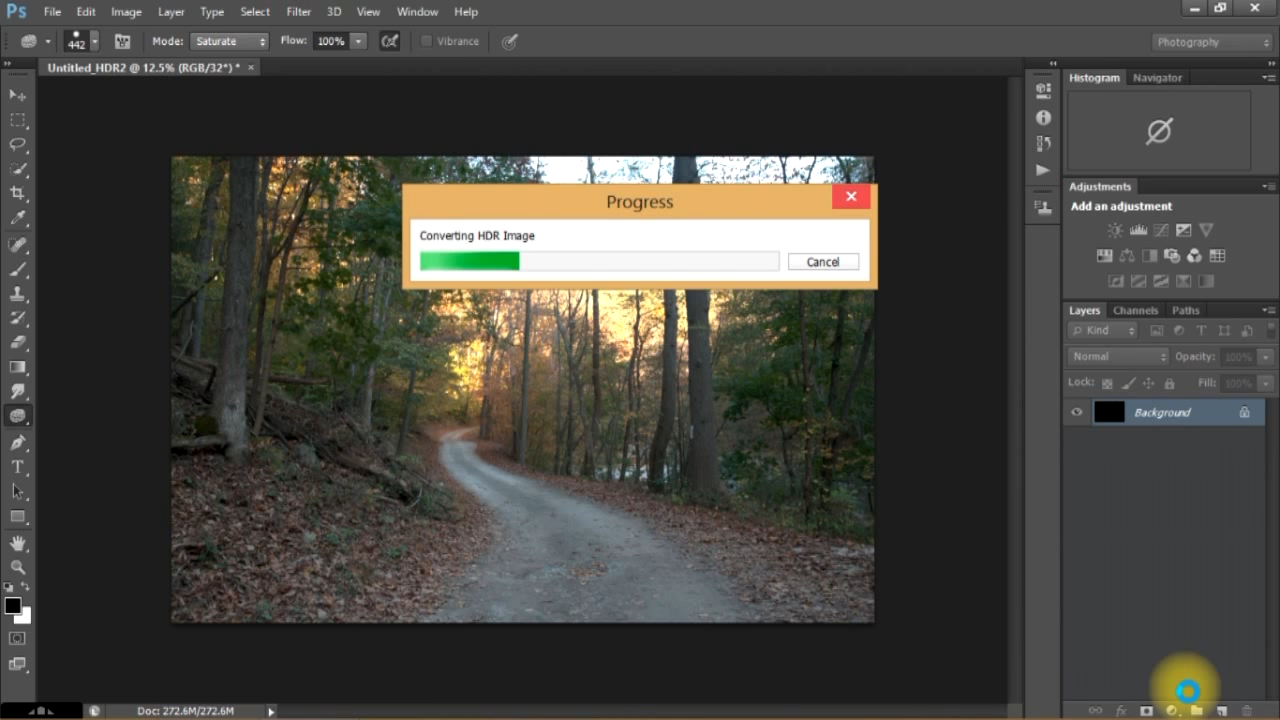 Ps File Edit Image Layer Type Select Filter 3D View Window Help
442 Mode: Saturate Flow: 100% Vibrance Photography
Untitled_HDR2 @ 12.5% (RGB/32*) * ×
Histogram Navigator
Progress
Converting HDR Image
Cancel
Adjustments
Add an adjustment
Layers Channels Paths
Kind
Normal Opacity: 100%
Lock: Fill: 100%
Background
Doc: 272.6M/272.6M